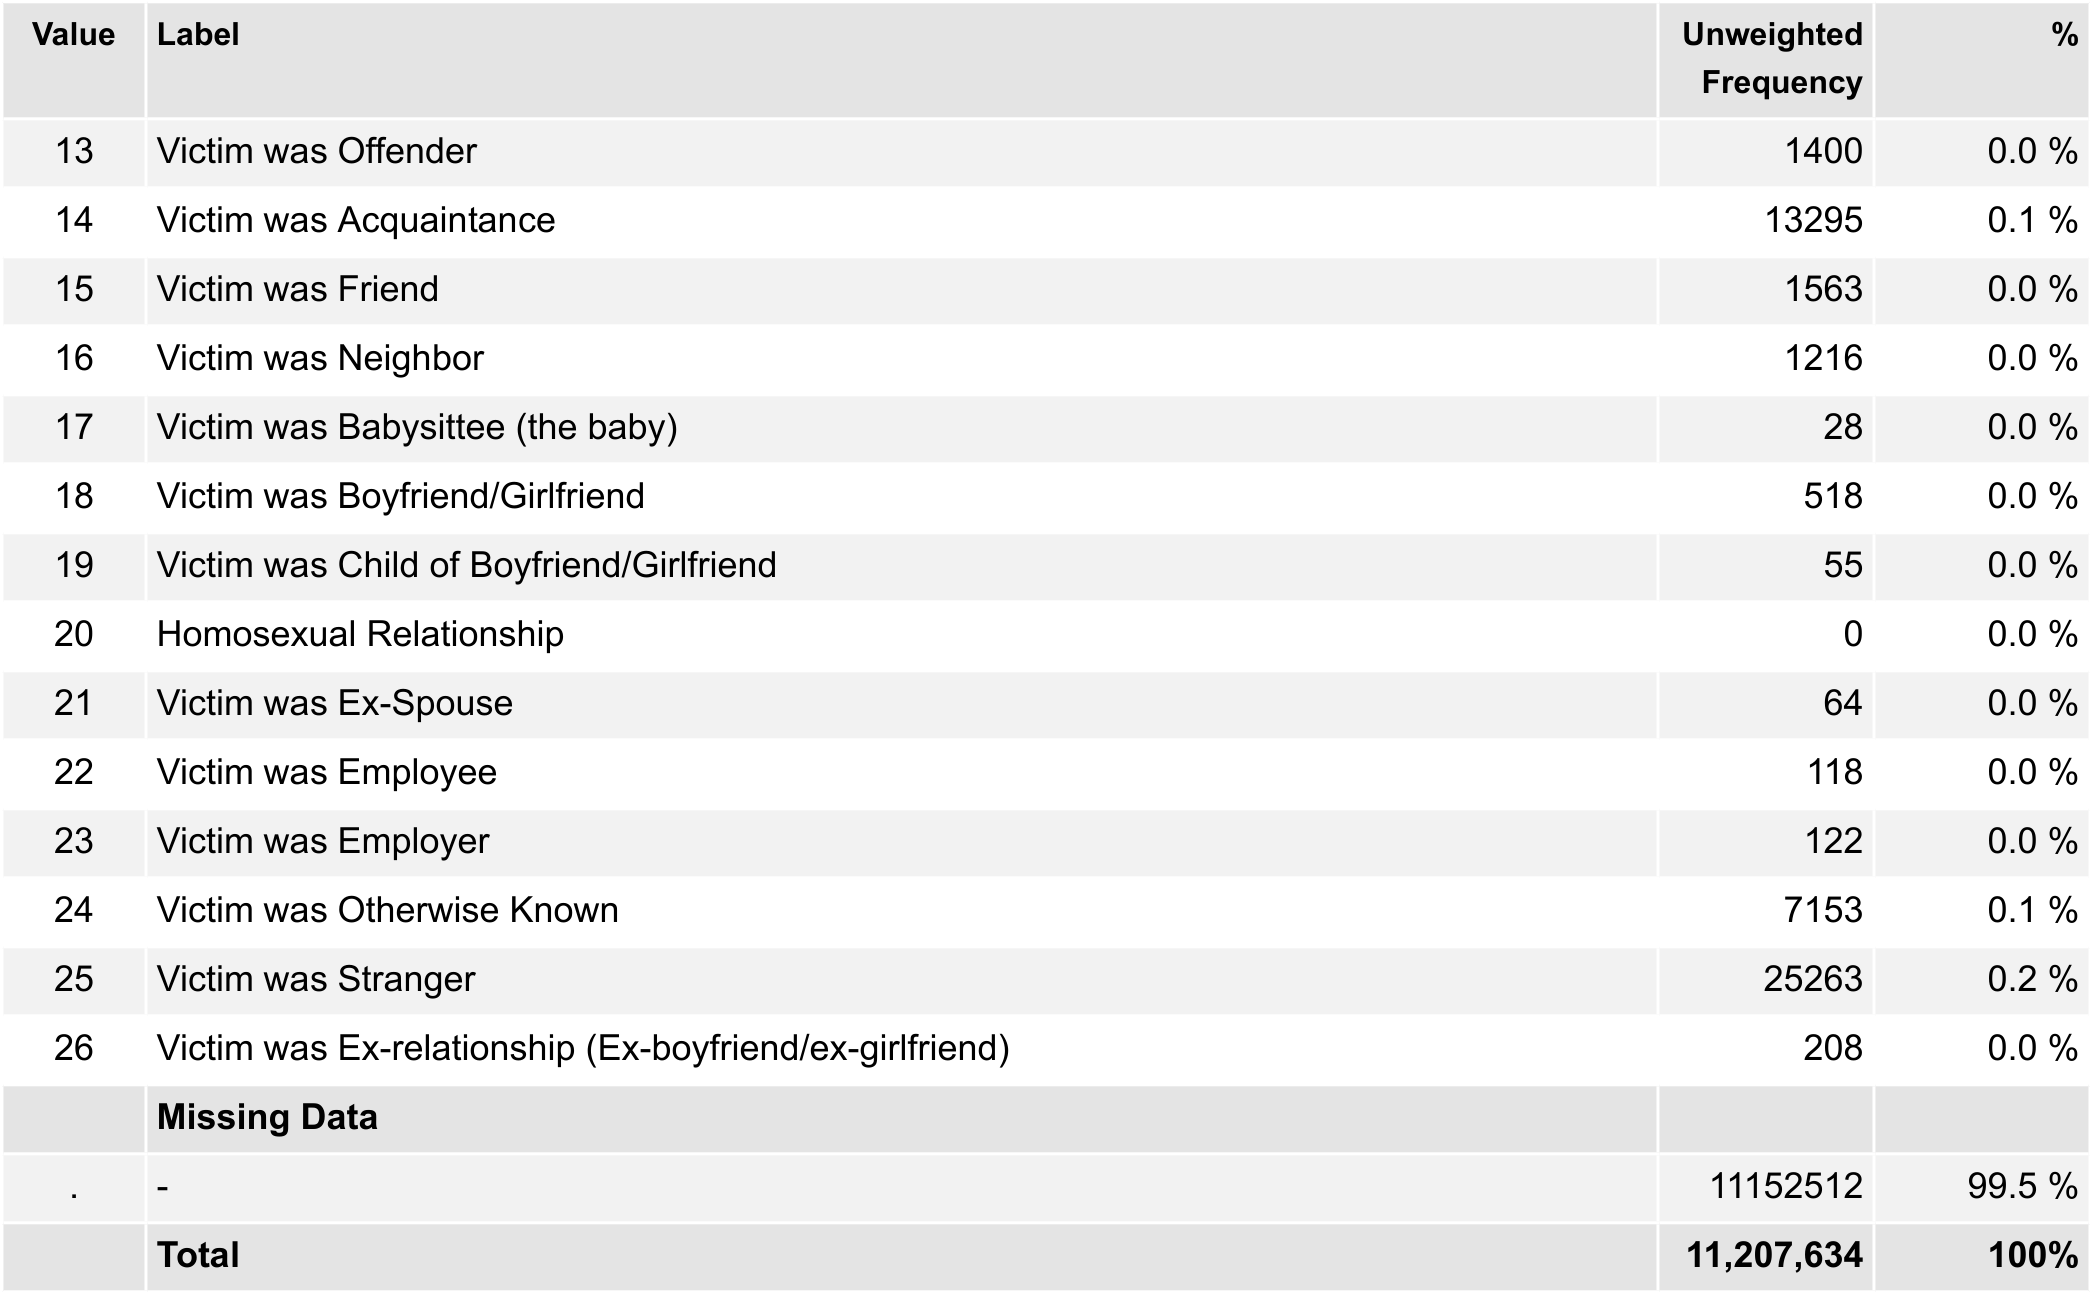 Value Label Unweighted Frequency %
13 Victim was Offender 1400 0.0 %
14 Victim was Acquaintance 13295 0.1 %
15 Victim was Friend 1563 0.0 %
16 Victim was Neighbor 1216 0.0 %
17 Victim was Babysittee (the baby) 28 0.0 %
18 Victim was Boyfriend/Girlfriend 518 0.0 %
19 Victim was Child of Boyfriend/Girlfriend 55 0.0 %
20 Homosexual Relationship 0 0.0 %
21 Victim was Ex-Spouse 64 0.0 %
22 Victim was Employee 118 0.0 %
23 Victim was Employer 122 0.0 %
24 Victim was Otherwise Known 7153 0.1 %
25 Victim was Stranger 25263 0.2 %
26 Victim was Ex-relationship (Ex-boyfriend/ex-girlfriend) 208 0.0 %
Missing Data
. - 11152512 99.5 %
Total 11,207,634 100%